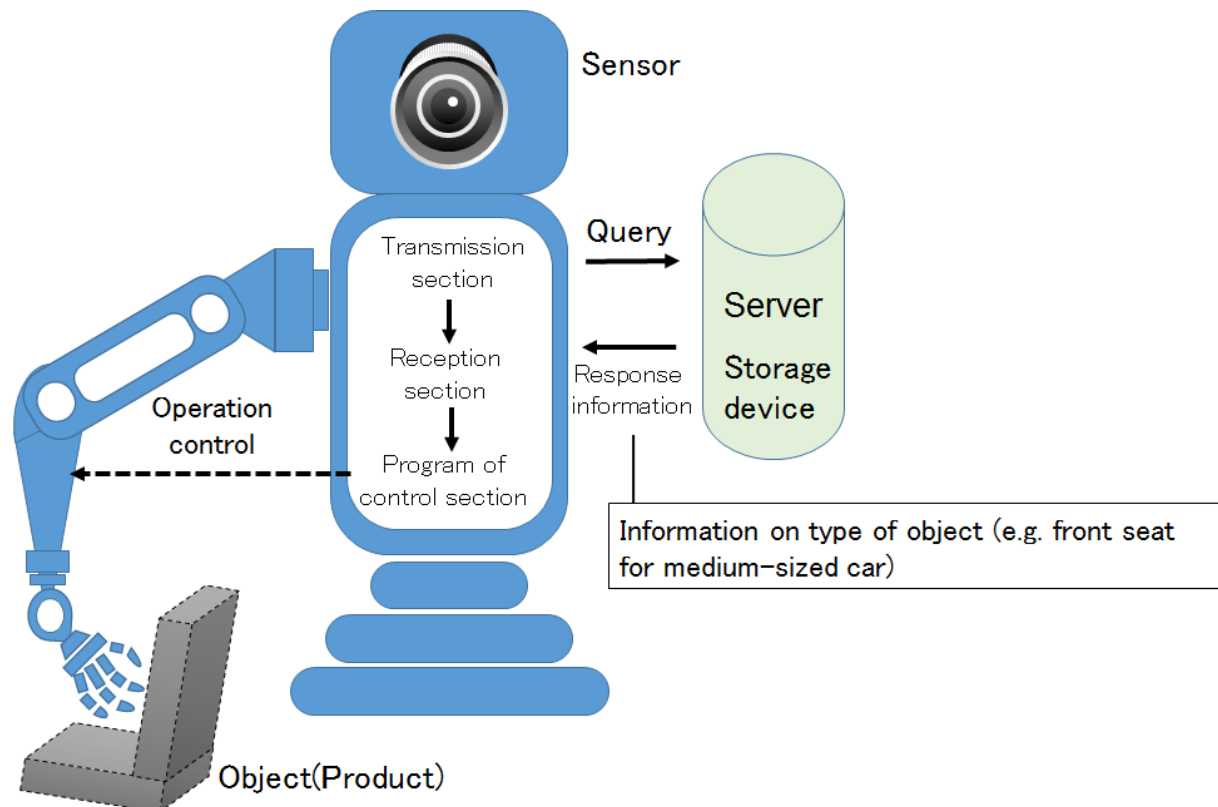 Sensor
Transmission
section
Query
Server
Reception
section
Response
information
Storage
device
Operation
control
Program of
control section
Information on type of object (e.g. front seat
for medium-sized car)
Object(Product)